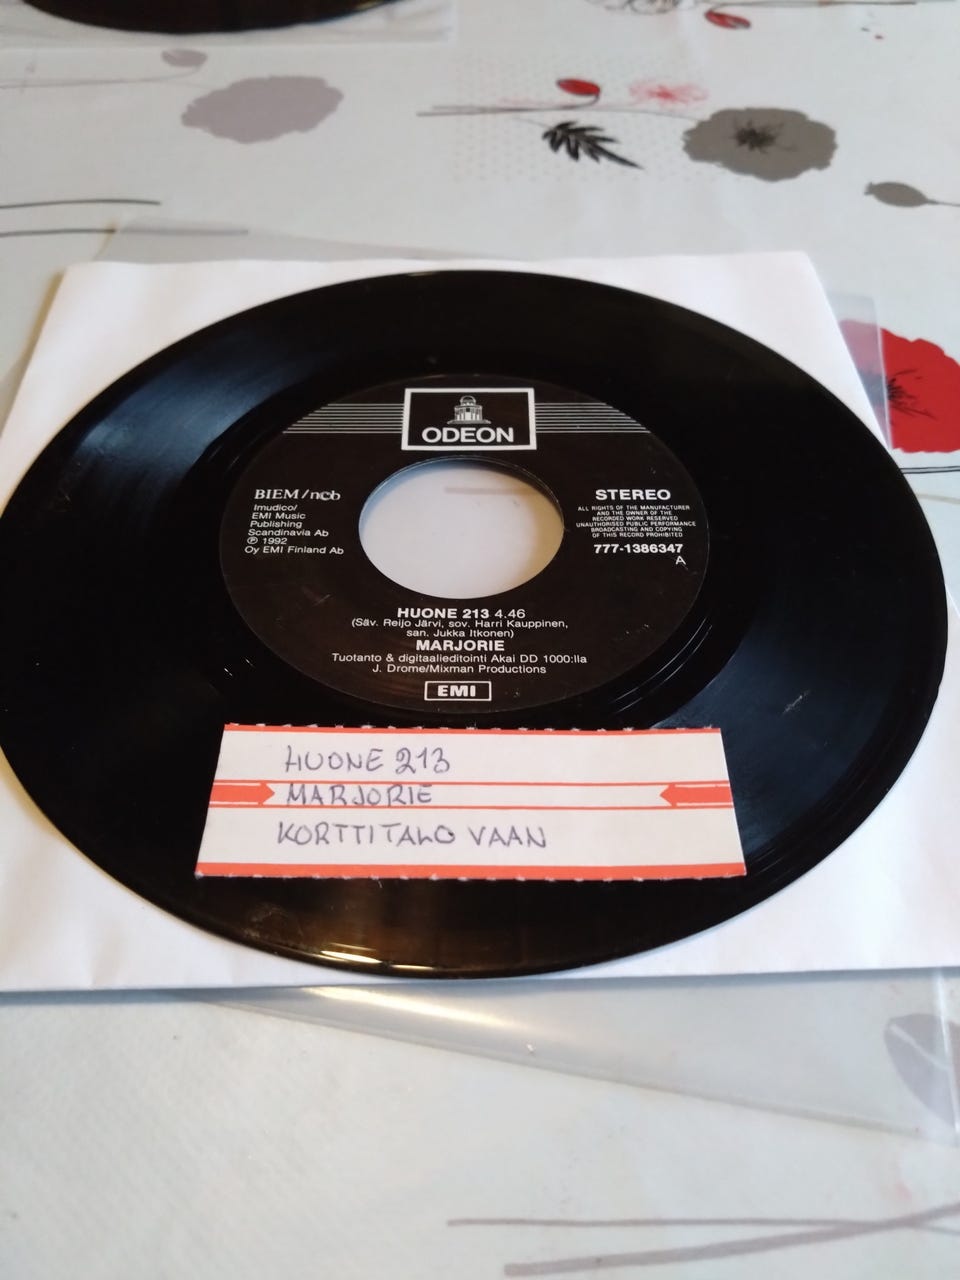 ODEON
BIEM/ncb
Imudico/
EMI Music
Publishing
Scandinavia Ab
℗ 1992
Oy EMI Finland Ab
STEREO
ALL RIGHTS OF THE MANUFACTURER
AND THE OWNER OF THE
RECORDED WORK RESERVED
UNAUTHORISED PUBLIC PERFORMANCE
BROADCASTING AND COPYING
OF THIS RECORD PROHIBITED
777-1386347
A
HUONE 213 4.46
(Säv. Reijo Järvi, sov. Harri Kauppinen,
san. Jukka Itkonen)
MARJORIE
Tuotanto & digitaalieditointi Akai DD 1000:lla
J. Drome/Mixman Productions
EMI
HUONE 213
MARJORIE
KORTTITALO VAAN